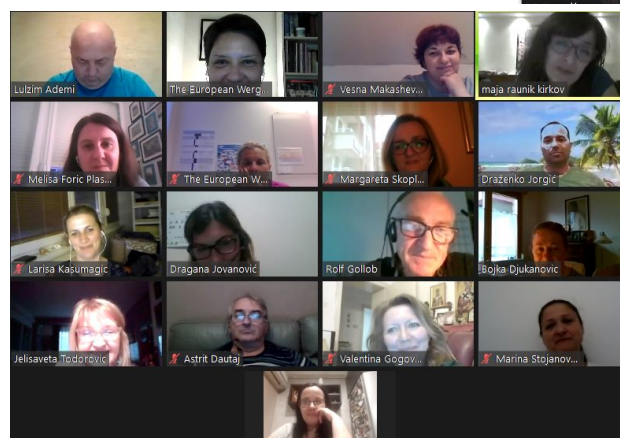 Lulzim Ademi
The European Werg...
Vesna Makashev...
maja raunik kirkov
Melisa Foric Plas...
The European W...
Margareta Skopl...
Draženko Jorgić
Larisa Kasumagic
Dragana Jovanović
Rolf Gollob
Bojka Djukanovic
Jelisaveta Todorovic
Astrit Dautaj
Valentina Gogov...
Marina Stojanov...